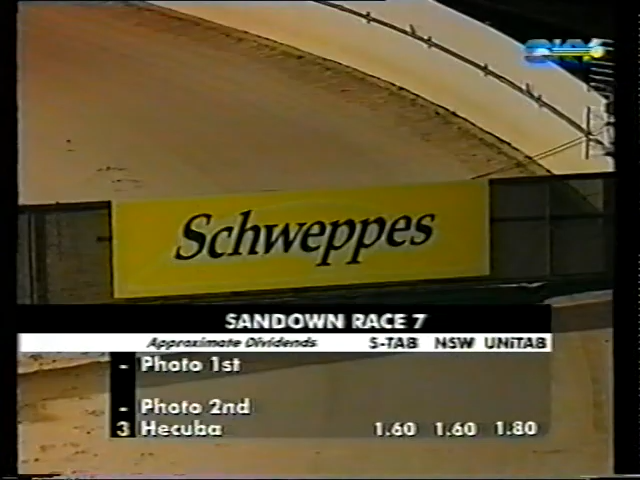 SKY
Schweppes
SANDOWN RACE 7
Approximate Dividends S-TAB NSW UNiTAB
- Photo 1st
- Photo 2nd
3 Hecuba 1.60 1.60 1.80